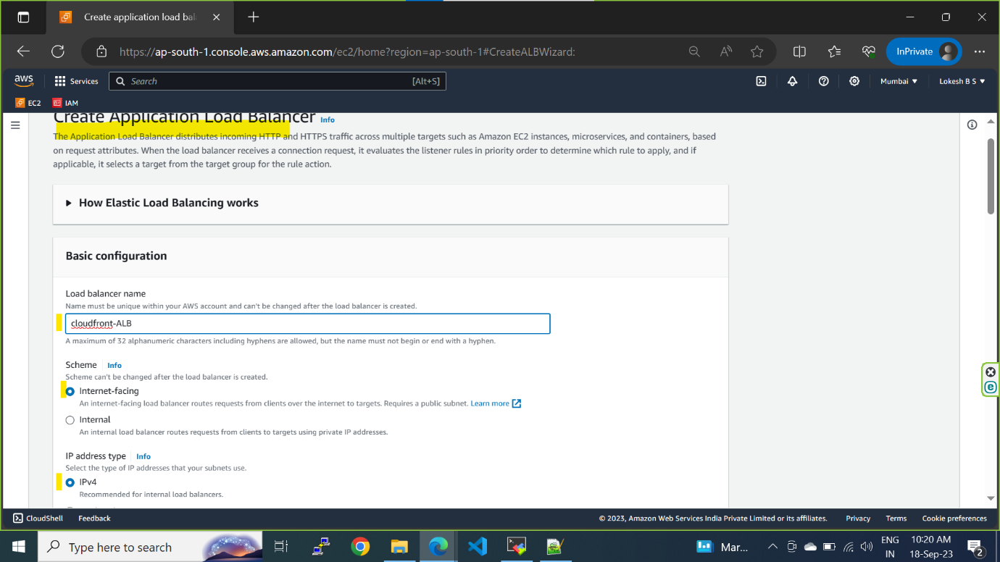 Create application load bal
https://ap-south-1.console.aws.amazon.com/ec2/home?region=ap-south-1#CreateALBWizard:
InPrivate
aws
Services
Search
[Alt+S]
Mumbai
Lokesh B S
EC2
IAM
Create Application Load Balancer
Info
The Application Load Balancer distributes incoming HTTP and HTTPS traffic across multiple targets such as Amazon EC2 instances, microservices, and containers, based
on request attributes. When the load balancer receives a connection request, it evaluates the listener rules in priority order to determine which rule to apply, and if
applicable, it selects a target from the target group for the rule action.
How Elastic Load Balancing works
Basic configuration
Load balancer name
Name must be unique within your AWS account and can't be changed after the load balancer is created.
cloudfront-ALB
A maximum of 32 alphanumeric characters including hyphens are allowed, but the name must not begin or end with a hyphen.
Scheme
Info
Scheme can't be changed after the load balancer is created.
Internet-facing
An internet-facing load balancer routes requests from clients over the internet to targets. Requires a public subnet. Learn more
Internal
An internal load balancer routes requests from clients to targets using private IP addresses.
IP address type
Info
Select the type of IP addresses that your subnets use.
IPv4
Recommended for internal load balancers.
CloudShell
Feedback
© 2023, Amazon Web Services India Private Limited or its affiliates.
Privacy
Terms
Cookie preferences
Type here to search
Mar...
ENG
IN
10:20 AM
18-Sep-23
2